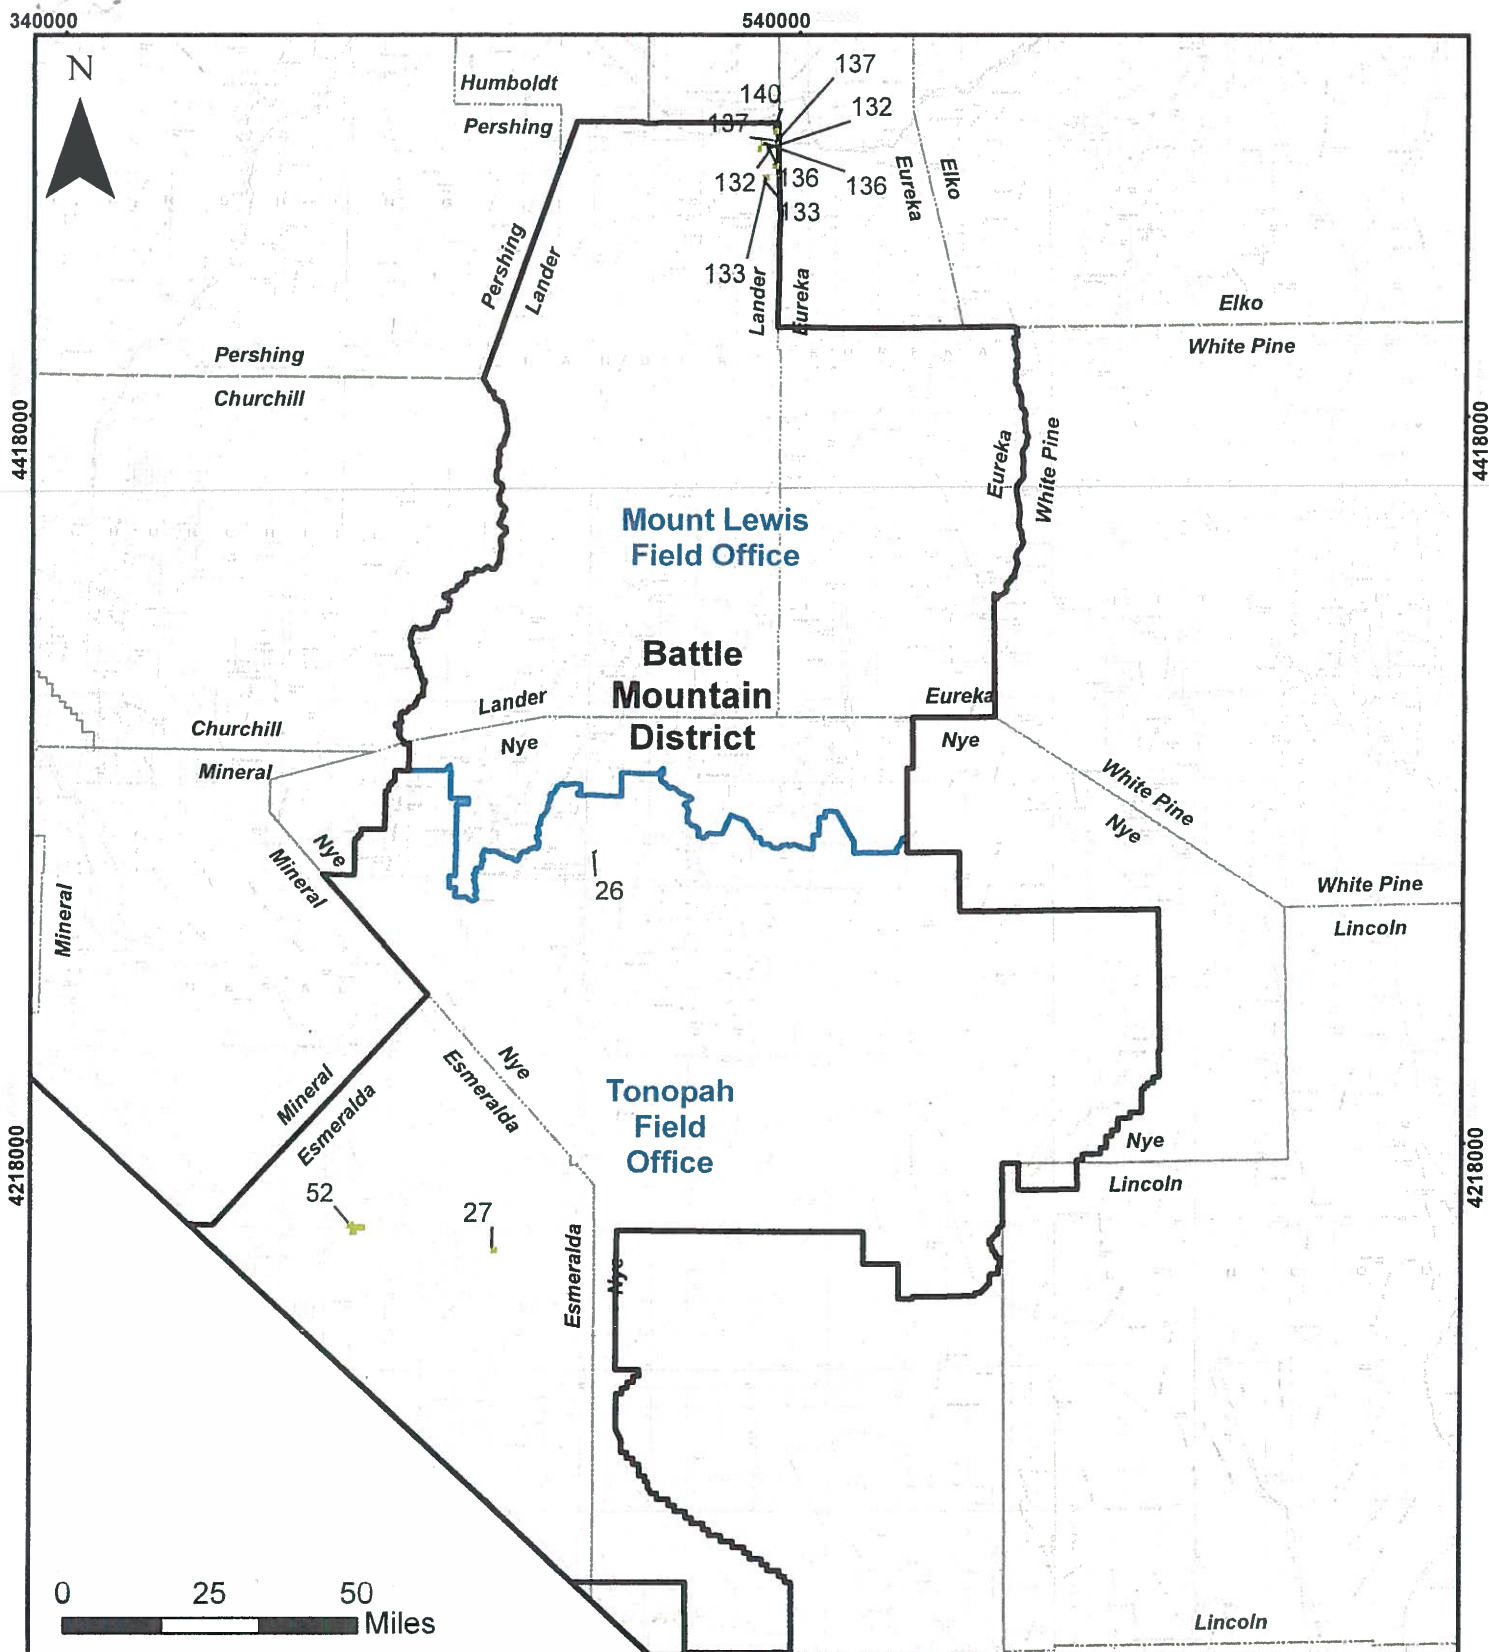 340000
540000
N
Humboldt
Pershing
140
137
137
132
132
136
136
133
133
Eureka
Elko
Pershing
Lander
Lander
Eureka
Elko
White Pine
Pershing
Churchill
4418000
4418000
Eureka
White Pine
Mount Lewis
Field Office
Battle
Mountain
District
Lander
Nye
Eureka
Nye
Churchill
Mineral
White Pine
Nye
Nye
Mineral
Mineral
26
White Pine
Lincoln
Nye
Esmeralda
Mineral
Esmeralda
Tonopah
Field
Office
4218000
4218000
Nye
Lincoln
52
27
Esmeralda
Nye
0 25 50
Miles
Lincoln